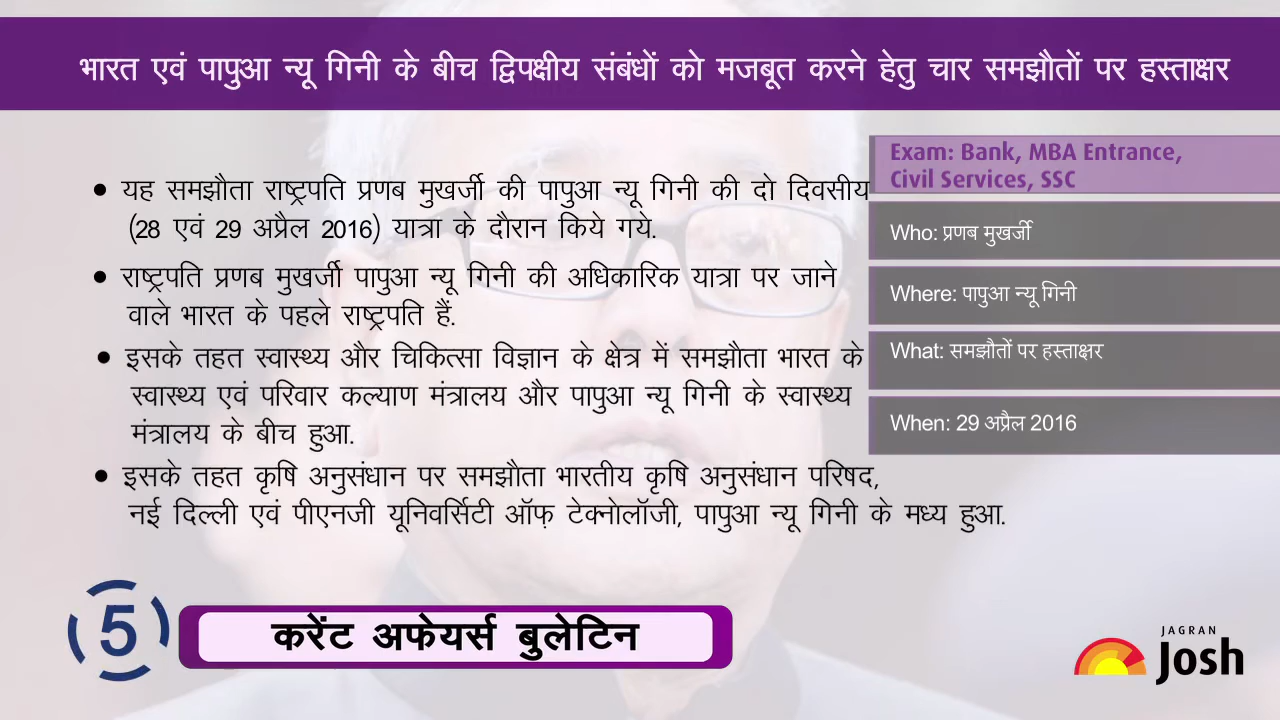 भारत एवं पापुआ न्यू गिनी के बीच द्विपक्षीय संबंधों को मजबूत करने हेतु चार समझौतों पर हस्ताक्षर
• यह समझौता राष्ट्रपति प्रणब मुखर्जी की पापुआ न्यू गिनी की दो दिवसीय
(28 एवं 29 अप्रैल 2016) यात्रा के दौरान किये गये.
• राष्ट्रपति प्रणब मुखर्जी पापुआ न्यू गिनी की अधिकारिक यात्रा पर जाने
वाले भारत के पहले राष्ट्रपति हैं.
• इसके तहत स्वास्थ्य और चिकित्सा विज्ञान के क्षेत्र में समझौता भारत के
स्वास्थ्य एवं परिवार कल्याण मंत्रालय और पापुआ न्यू गिनी के स्वास्थ्य
मंत्रालय के बीच हुआ.
• इसके तहत कृषि अनुसंधान पर समझौता भारतीय कृषि अनुसंधान परिषद,
नई दिल्ली एवं पीएनजी यूनिवर्सिटी ऑफ़ टेक्नोलॉजी, पापुआ न्यू गिनी के मध्य हुआ.
Exam: Bank, MBA Entrance,
Civil Services, SSC
Who: प्रणब मुखर्जी
Where: पापुआ न्यू गिनी
What: समझौतों पर हस्ताक्षर
When: 29 अप्रैल 2016
5
करेंट अफेयर्स बुलेटिन
JAGRAN
Josh